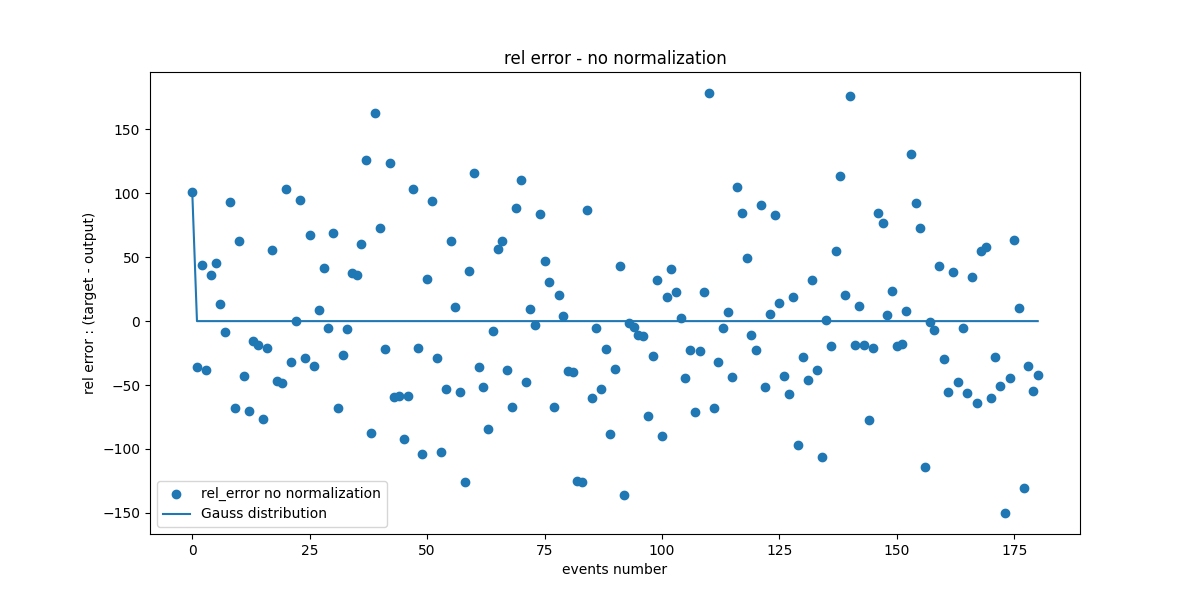 rel error - no normalization
rel error : (target - output)
150
100
50
0
−50
−100
−150
rel_error no normalization
Gauss distribution
0 25 50 75 100 125 150 175
events number